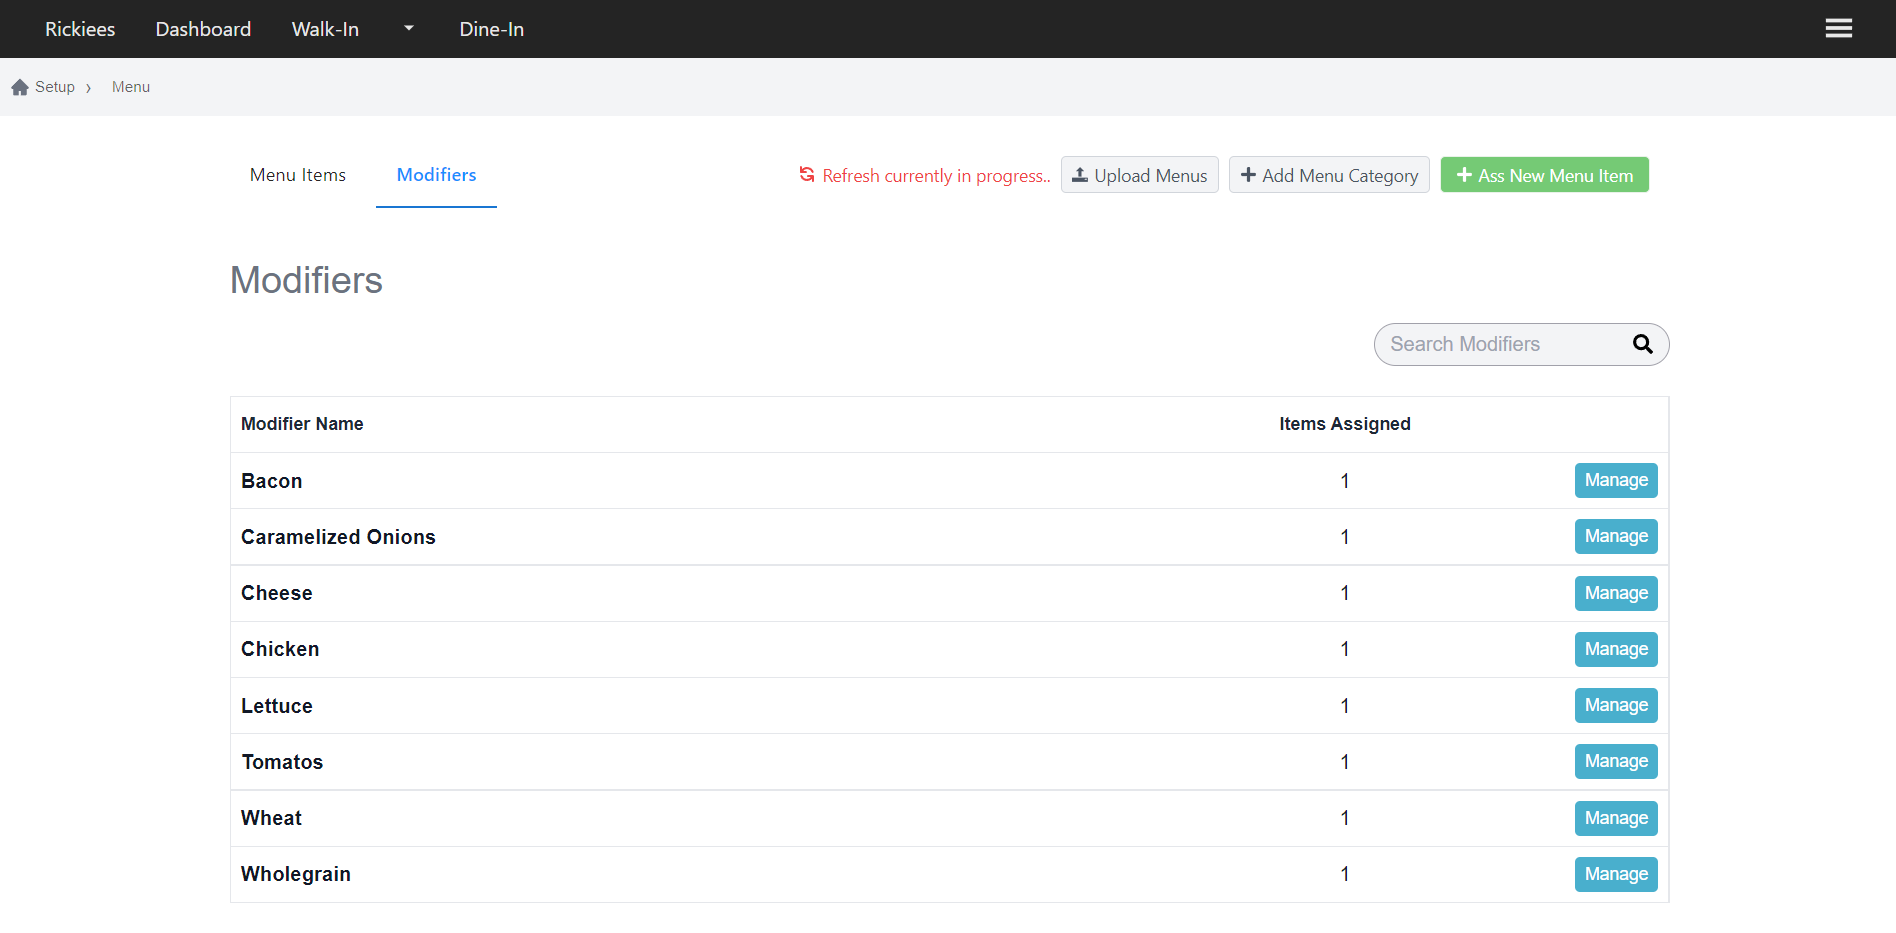 Rickiees Dashboard Walk-In Dine-In
Setup › Menu
Menu Items Modifiers Refresh currently in progress.. Upload Menus Add Menu Category Ass New Menu Item
Modifiers
Search Modifiers
Modifier Name Items Assigned
Bacon 1 Manage
Caramelized Onions 1 Manage
Cheese 1 Manage
Chicken 1 Manage
Lettuce 1 Manage
Tomatos 1 Manage
Wheat 1 Manage
Wholegrain 1 Manage